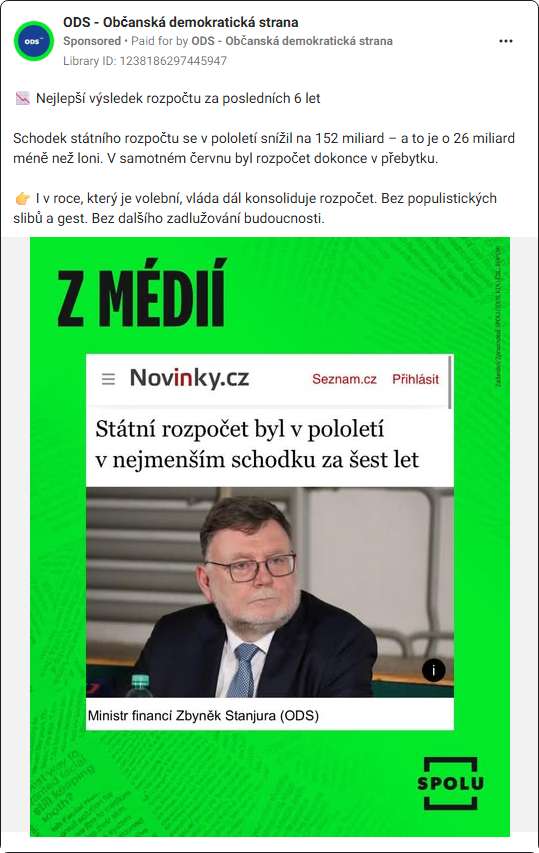 ODS - Občanská demokratická strana
Sponsored • Paid for by ODS - Občanská demokratická strana
Library ID: 1238186297445947
📉 Nejlepší výsledek rozpočtu za posledních 6 let
Schodek státního rozpočtu se v pololetí snížil na 152 miliard – a to je o 26 miliard
méně než loni. V samotném červnu byl rozpočet dokonce v přebytku.
👉 I v roce, který je volební, vláda dál konsoliduje rozpočet. Bez populistických
slibů a gest. Bez dalšího zadlužování budoucnosti.
Z MÉDIÍ
Novinky.cz
Seznam.cz Přihlásit
Státní rozpočet byl v pololetí
v nejmenším schodku za šest let
Ministr financí Zbyněk Stanjura (ODS)
SPOLU